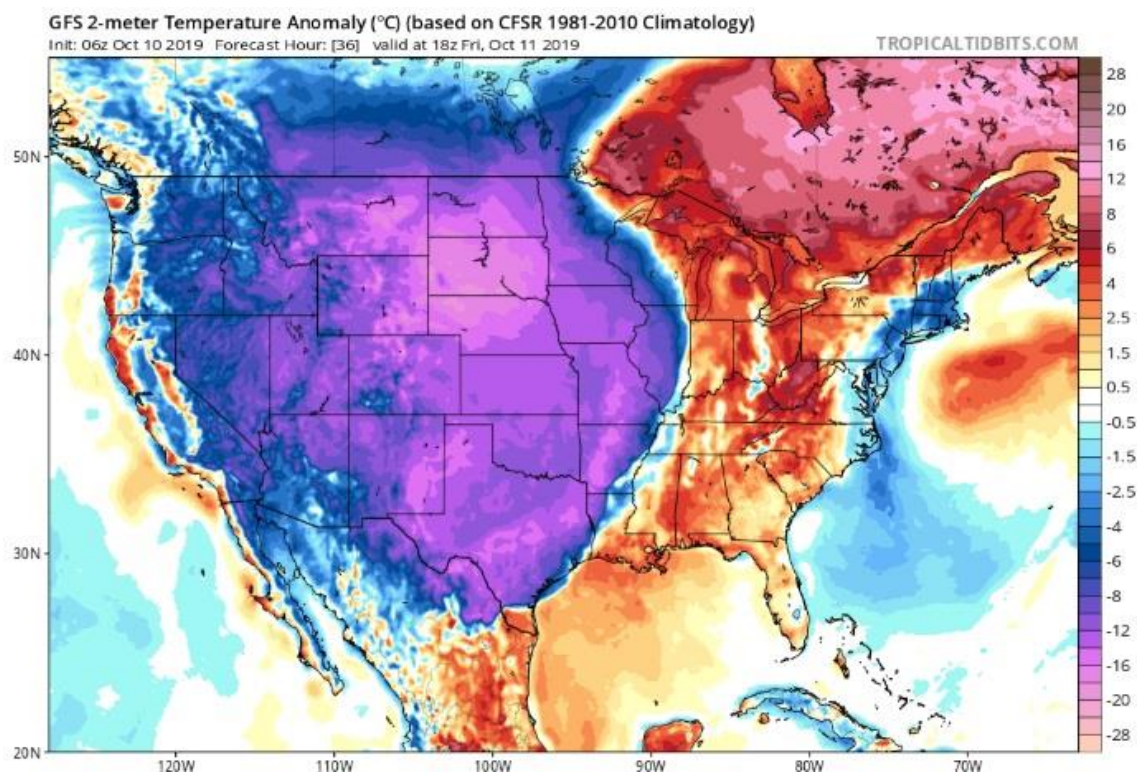 GFS 2-meter Temperature Anomaly (°C) (based on CFSR 1981-2010 Climatology)
Init: 06z Oct 10 2019 Forecast Hour: [36] valid at 18z Fri, Oct 11 2019 TROPICALTIDBITS.COM
28
20
16
12
8
6
4
2.5
1.5
0.5
-0.5
-1.5
-2.5
-4
-6
-8
-12
-16
-20
-28
50N
40N
30N
20N
120W 110W 100W 90W 80W 70W